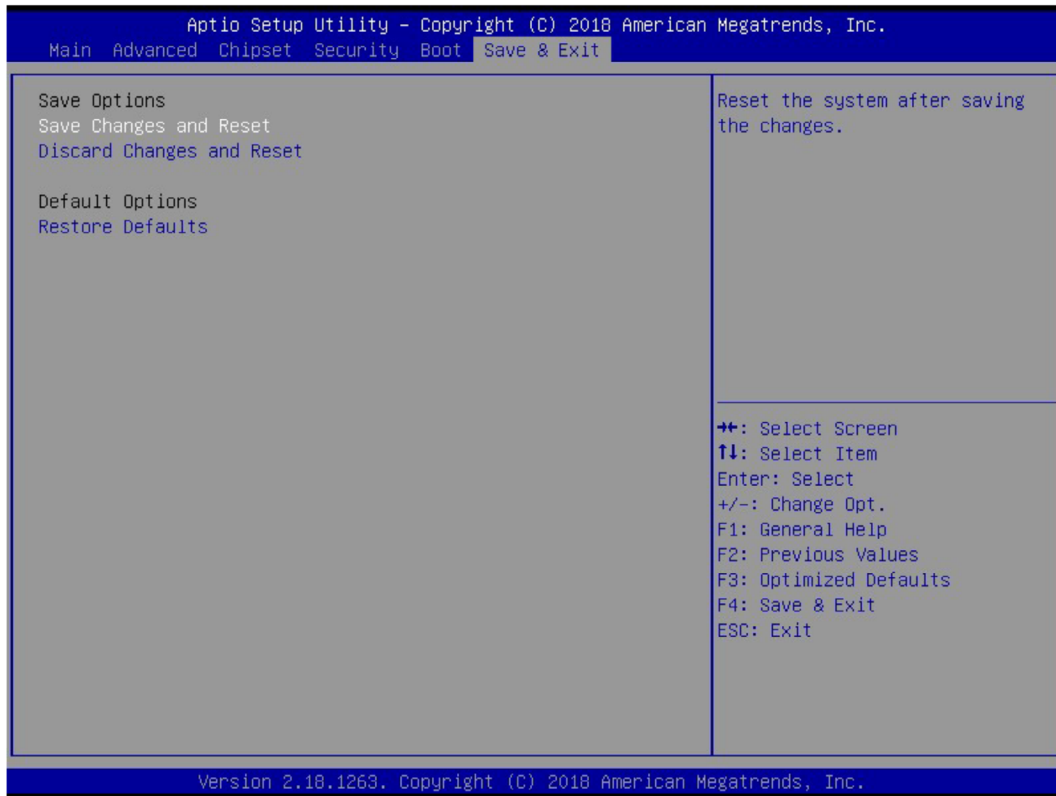 Aptio Setup Utility – Copyright (C) 2018 American Megatrends, Inc.
Main Advanced Chipset Security Boot Save & Exit
Save Options
Save Changes and Reset
Discard Changes and Reset
Default Options
Restore Defaults
Reset the system after saving
the changes.
→←: Select Screen
↑↓: Select Item
Enter: Select
+/-: Change Opt.
F1: General Help
F2: Previous Values
F3: Optimized Defaults
F4: Save & Exit
ESC: Exit
Version 2.18.1263. Copyright (C) 2018 American Megatrends, Inc.